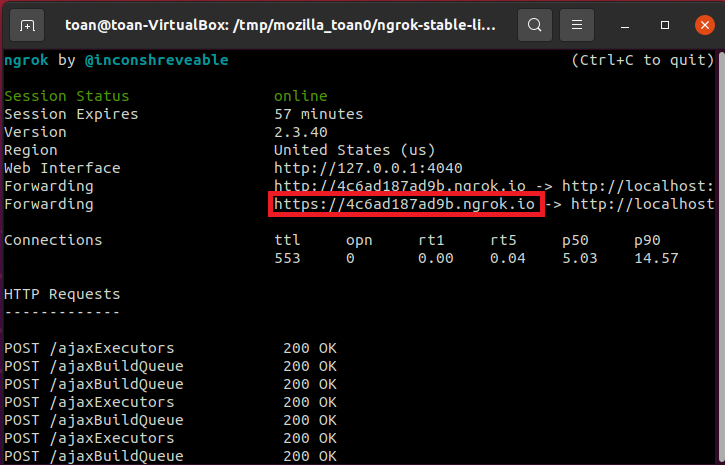 toan@toan-VirtualBox: /tmp/mozilla_toan0/ngrok-stable-li...
ngrok by @inconshreveable (Ctrl+C to quit)
Session Status online
Session Expires 57 minutes
Version 2.3.40
Region United States (us)
Web Interface http://127.0.0.1:4040
Forwarding http://4c6ad187ad9b.ngrok.io -> http://localhost:
Forwarding https://4c6ad187ad9b.ngrok.io -> http://localhost
Connections ttl opn rt1 rt5 p50 p90
553 0 0.00 0.04 5.03 14.57
HTTP Requests
-------------
POST /ajaxExecutors 200 OK
POST /ajaxBuildQueue 200 OK
POST /ajaxBuildQueue 200 OK
POST /ajaxExecutors 200 OK
POST /ajaxBuildQueue 200 OK
POST /ajaxExecutors 200 OK
POST /ajaxBuildQueue 200 OK